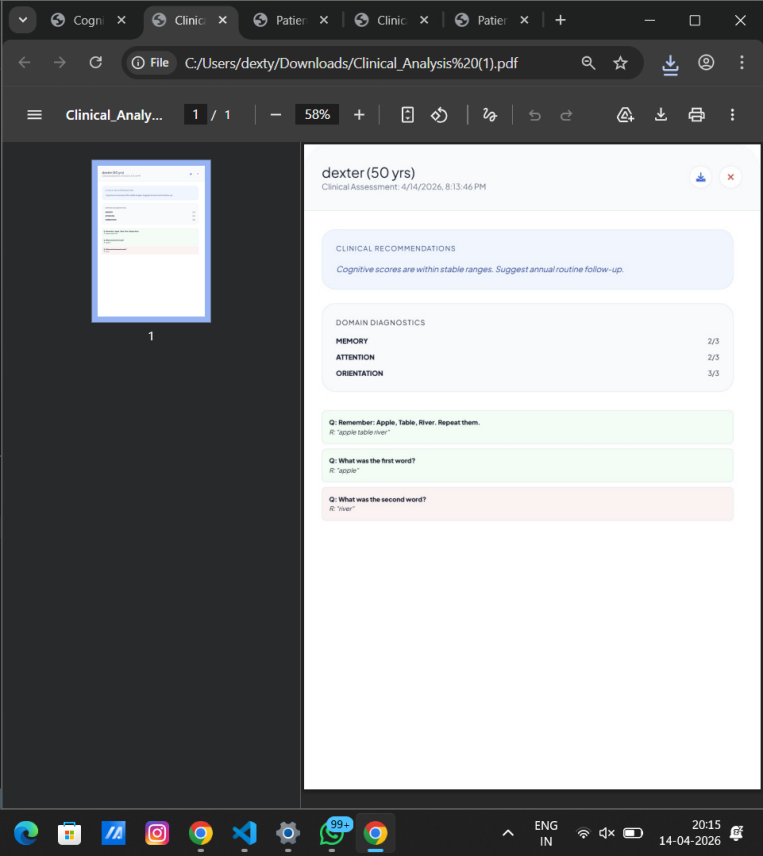 Cogni
Clinic
Patien
Clinic
Patien
File
C:/Users/dexty/Downloads/Clinical_Analysis%20(1).pdf
Clinical_Analy...
1 / 1
58%
dexter (50 yrs)
Clinical Assessment: 4/14/2026, 8:13:46 PM
CLINICAL RECOMMENDATIONS
Cognitive scores are within stable ranges. Suggest annual routine follow-up.
DOMAIN DIAGNOSTICS
MEMORY 2/3
ATTENTION 2/3
ORIENTATION 3/3
Q: Remember: Apple, Table, River. Repeat them.
R: "apple table river"
Q: What was the first word?
R: "apple"
Q: What was the second word?
R: "river"
1
99+
ENG
IN
20:15
14-04-2026